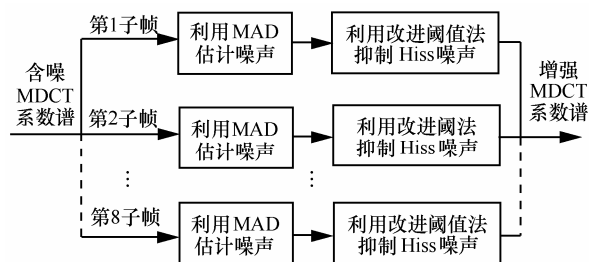 第1子帧
利用MAD
估计噪声
利用改进阈值法
抑制Hiss噪声
含噪
MDCT
系数谱
增强
MDCT
系数谱
第2子帧
利用MAD
估计噪声
利用改进阈法
抑制Hiss噪声
⋮
⋮
第8子帧
利用MAD
估计噪声
利用改进阈值法
抑制Hiss噪声